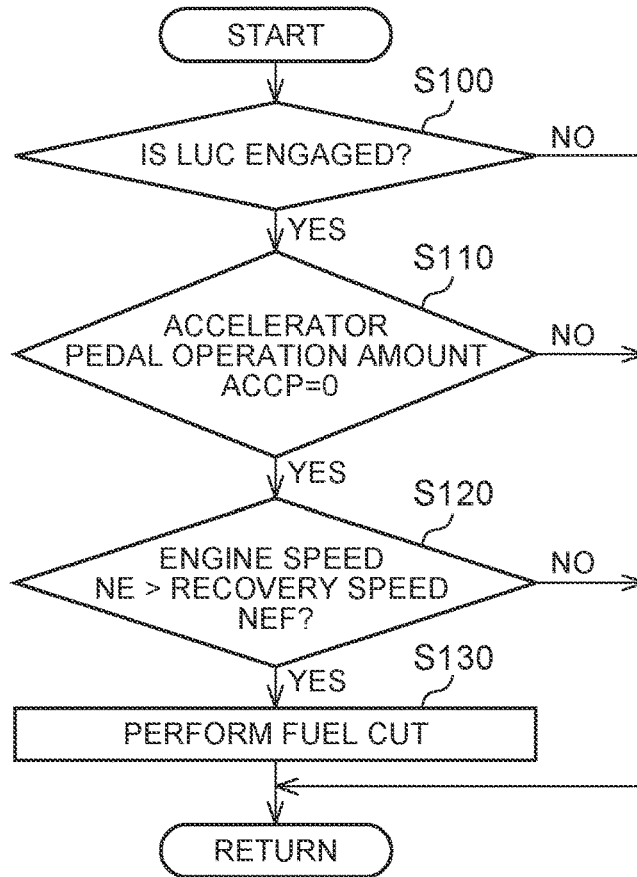 START
S100
IS LUC ENGAGED?
NO
YES
S110
ACCELERATOR
PEDAL OPERATION AMOUNT
ACCP=0
NO
YES
S120
ENGINE SPEED
NE > RECOVERY SPEED
NEF?
NO
YES
S130
PERFORM FUEL CUT
RETURN